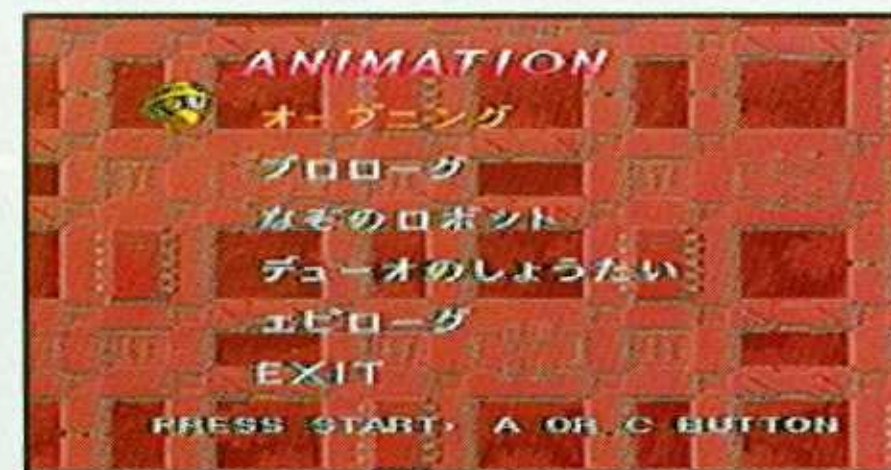 ANIMATION
オープニング
プロローグ
なぞのロボット
デューオのしょうたい
エピローグ
EXIT
PRESS START, A OR C BUTTON